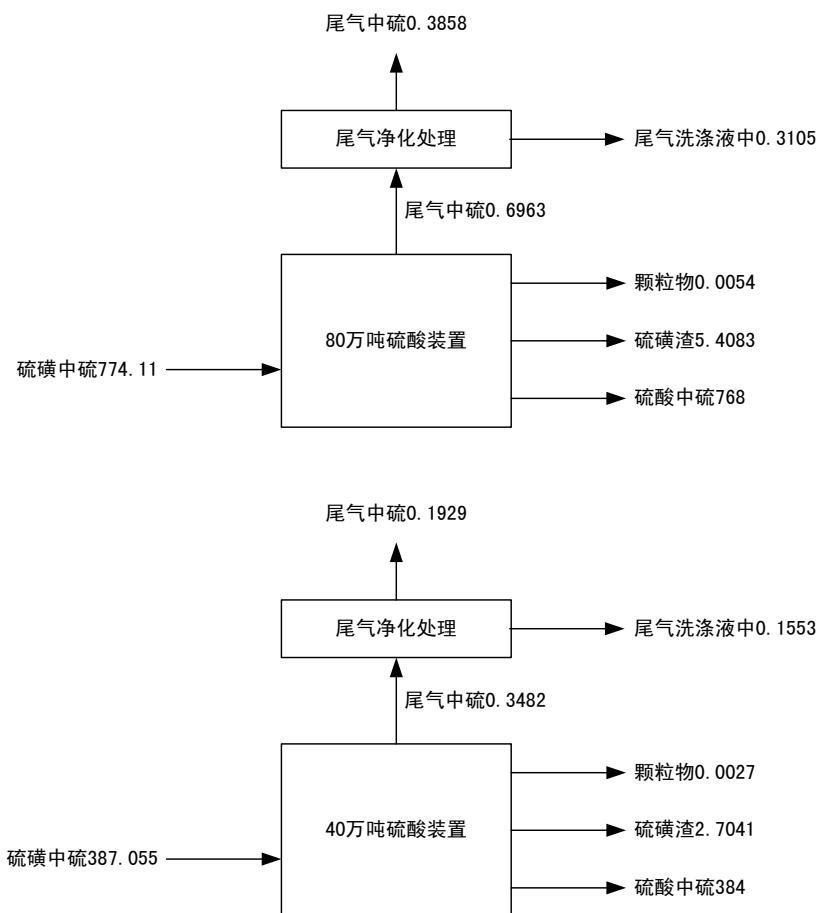 尾气中硫0.3858
尾气净化处理
尾气洗涤液中0.3105
尾气中硫0.6963
颗粒物0.0054
80万吨硫酸装置
硫磺渣5.4083
硫磺中硫774.11
硫酸中硫768
尾气中硫0.1929
尾气净化处理
尾气洗涤液中0.1553
尾气中硫0.3482
颗粒物0.0027
40万吨硫酸装置
硫磺渣2.7041
硫磺中硫387.055
硫酸中硫384